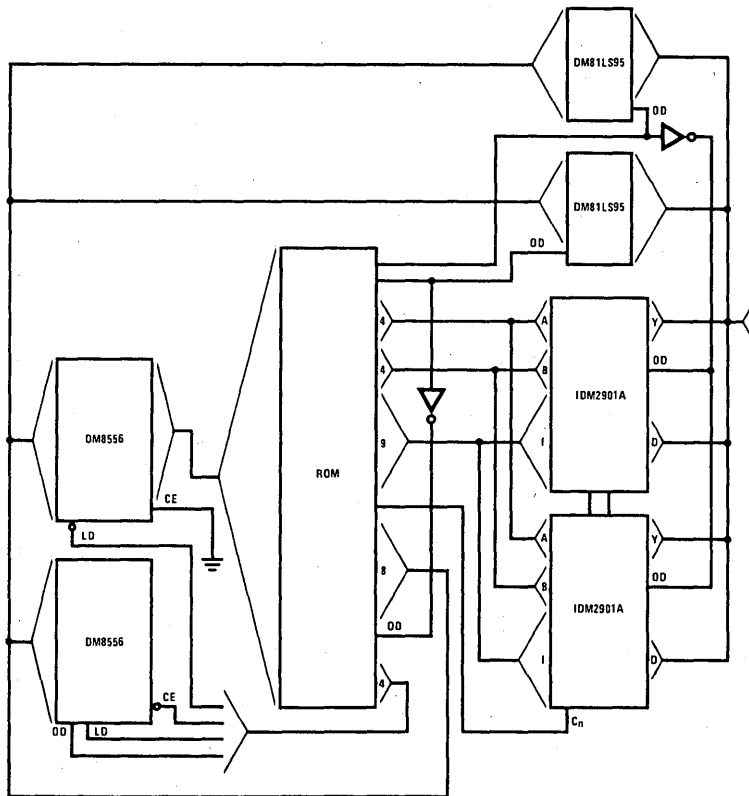 DM81LS95
OD
DM81LS95
OD
4
A
Y
4
B
OD
IDM2901A
DM8556
9
I
D
ROM
CE
LD
A
Y
8
B
OD
IDM2901A
DM8556
OD
I
D
CE
4
OD
LD
Cn